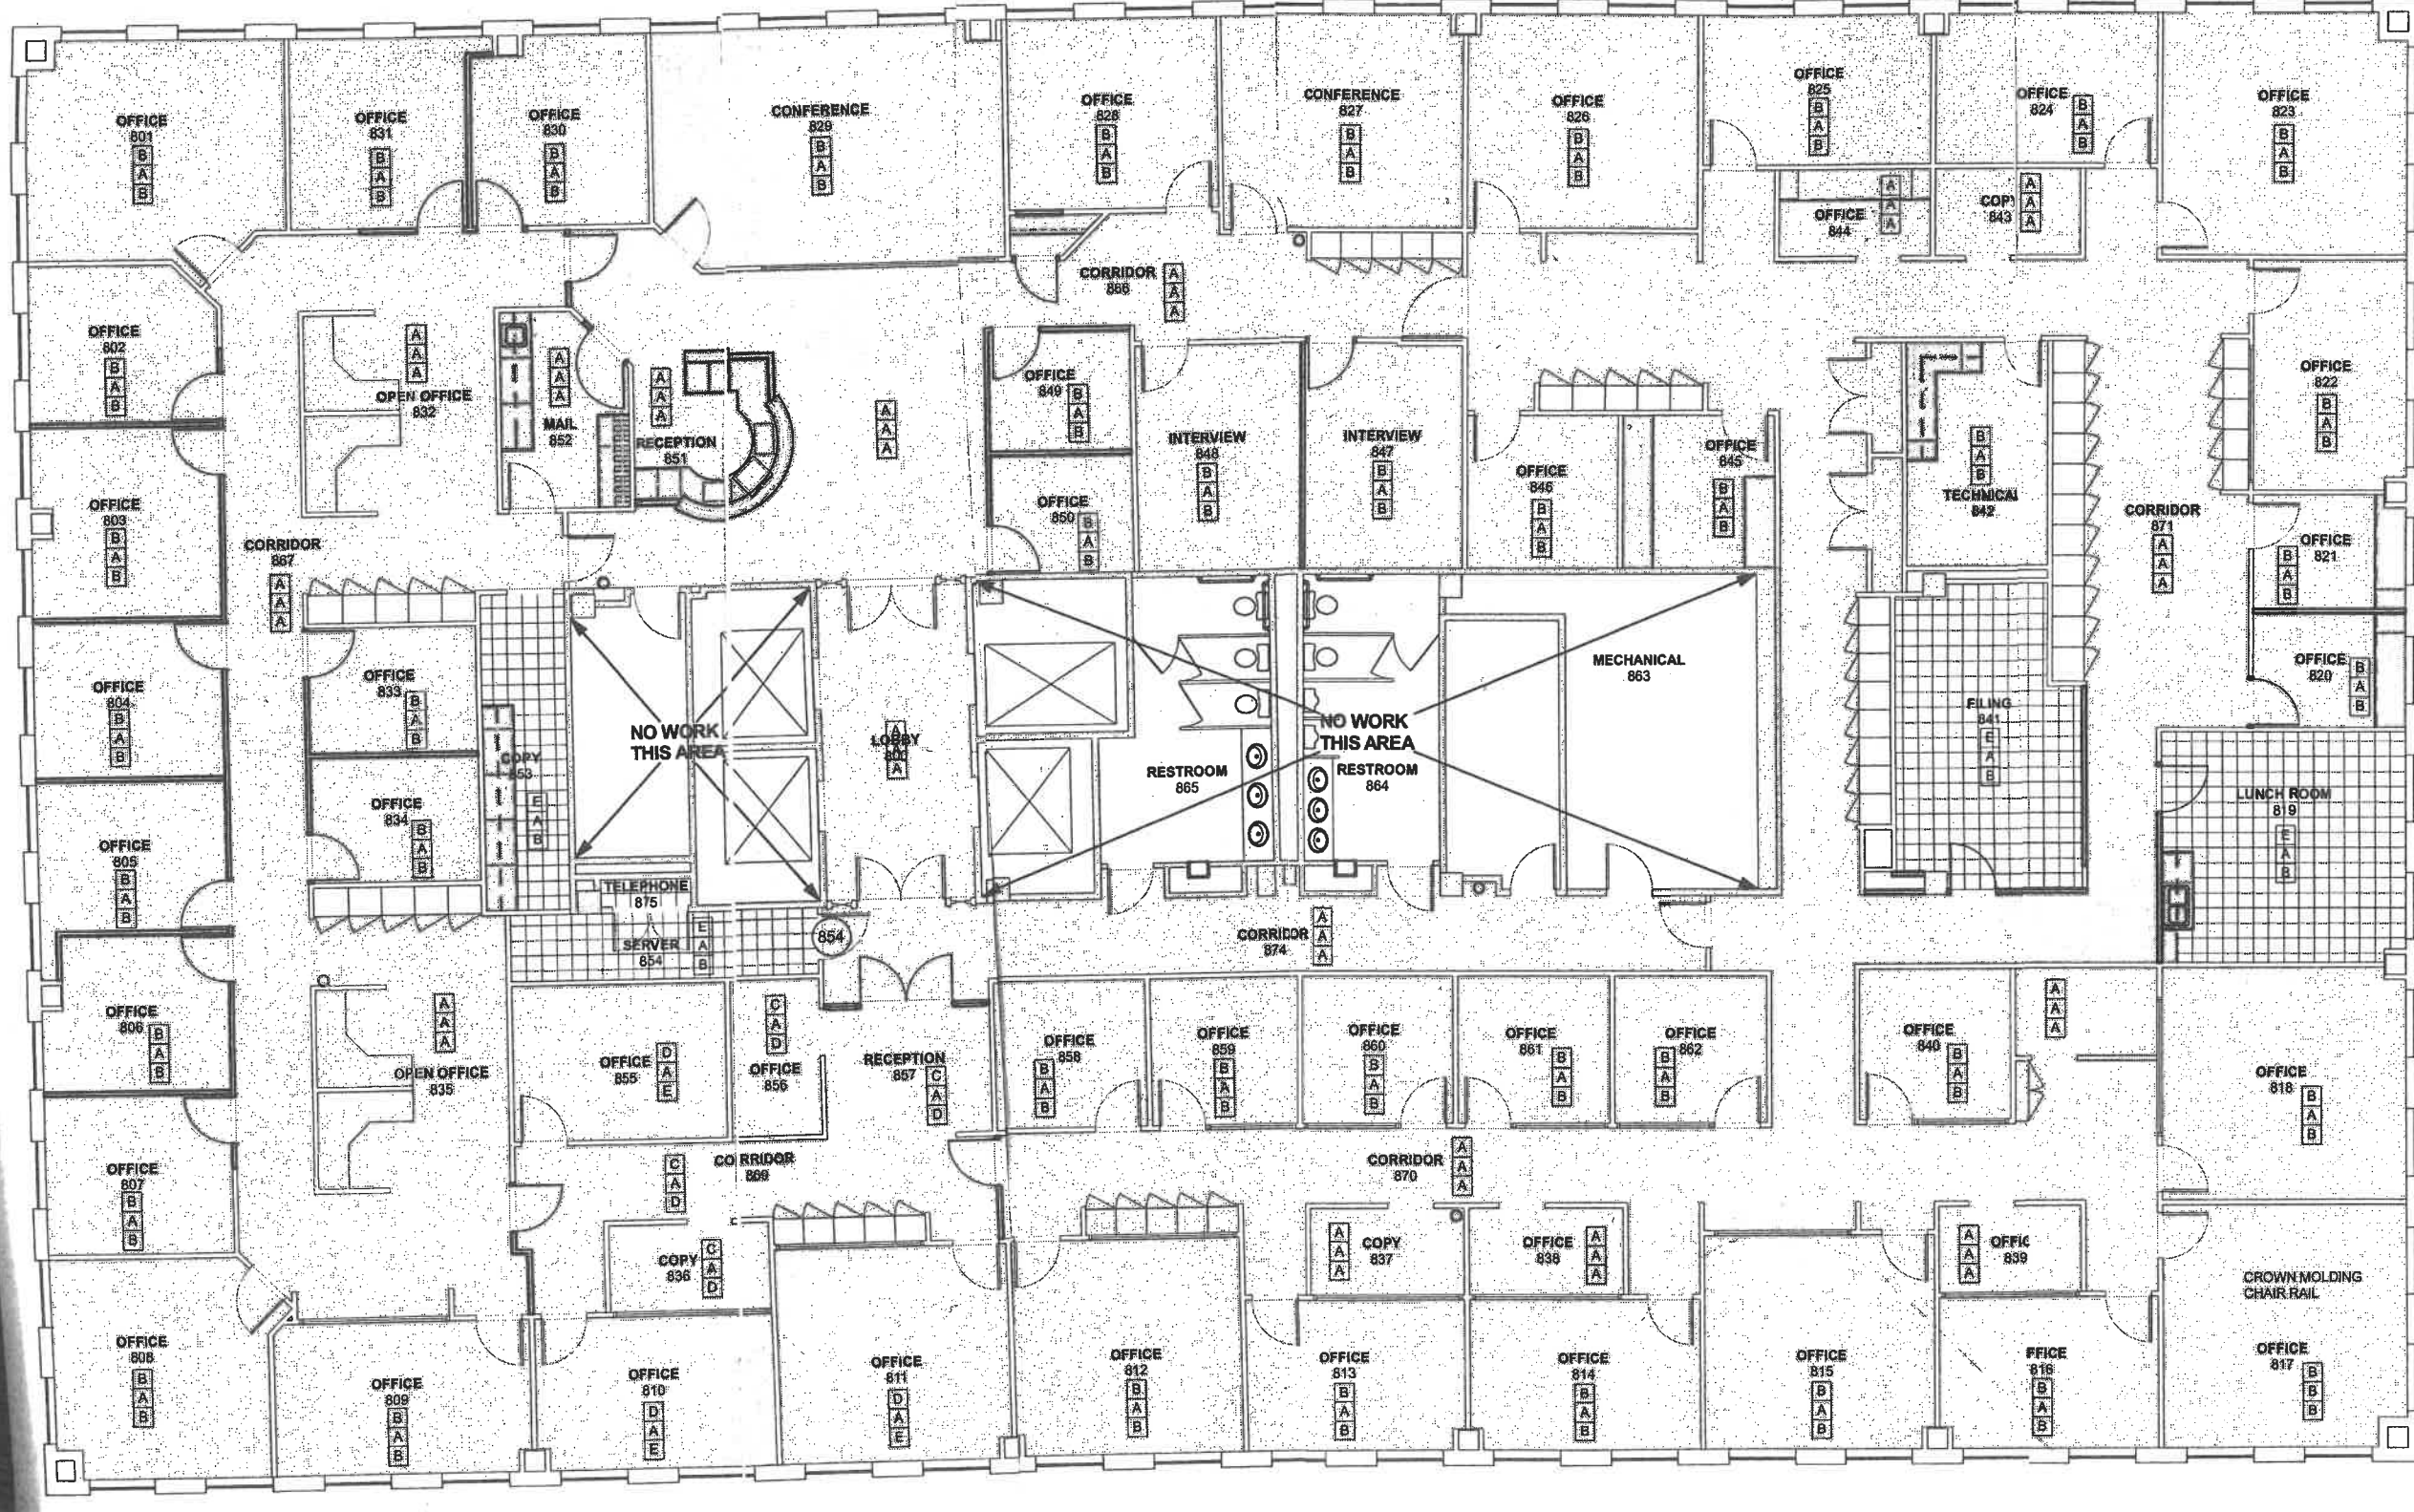 OFFICE
801
B
A
B
OFFICE
831
B
A
B
OFFICE
830
B
A
B
CONFERENCE
829
B
A
B
OFFICE
828
B
A
B
CONFERENCE
827
B
A
B
OFFICE
826
B
A
B
OFFICE
825
B
A
B
OFFICE
824
B
A
B
OFFICE
823
B
A
B
OFFICE
844
A
A
A
COPY
843
A
A
A
CORRIDOR
866
A
A
A
OFFICE
802
B
A
B
A
A
A
OPEN OFFICE
832
A
A
A
MAIL
852
A
A
A
RECEPTION
851
A
A
A
OFFICE
849
B
A
B
INTERVIEW
848
B
A
B
INTERVIEW
847
B
A
B
OFFICE
846
B
A
B
OFFICE
845
B
A
B
B
A
B
TECHNICAL
842
OFFICE
822
B
A
B
OFFICE
803
B
A
B
CORRIDOR
867
A
A
A
OFFICE
850
B
A
B
CORRIDOR
871
A
A
A
OFFICE
821
B
A
B
OFFICE
804
B
A
B
OFFICE
833
B
A
B
NO WORK
THIS AREA
LOBBY
800
A
NO WORK
THIS AREA
MECHANICAL
863
OFFICE
820
B
A
B
FILING
841
E
A
B
COPY
853
E
A
B
OFFICE
834
B
A
B
RESTROOM
865
RESTROOM
864
LUNCH ROOM
819
E
A
B
OFFICE
805
B
A
B
TELEPHONE
875
SERVER
854
E
A
B
854
CORRIDOR
874
A
A
A
OFFICE
806
B
A
B
A
A
A
OPEN OFFICE
835
OFFICE
855
D
A
E
C
A
D
OFFICE
856
RECEPTION
857
C
A
D
OFFICE
858
B
A
B
OFFICE
859
B
A
B
OFFICE
860
B
A
B
OFFICE
861
B
A
B
OFFICE
862
B
A
B
OFFICE
840
B
A
B
A
A
A
OFFICE
818
B
A
B
OFFICE
807
B
A
B
C
A
D
CORRIDOR
869
CORRIDOR
870
A
A
A
COPY
836
C
A
D
A
A
A
COPY
837
OFFICE
838
A
A
A
A
A
A
OFFIC
839
CROWN MOLDING
CHAIR RAIL
OFFICE
808
B
A
B
OFFICE
809
B
A
B
OFFICE
810
D
A
E
OFFICE
811
D
A
E
OFFICE
812
B
A
B
OFFICE
813
B
A
B
OFFICE
814
B
A
B
OFFICE
815
B
A
B
FFICE
816
B
A
B
OFFICE
817
B
B
B